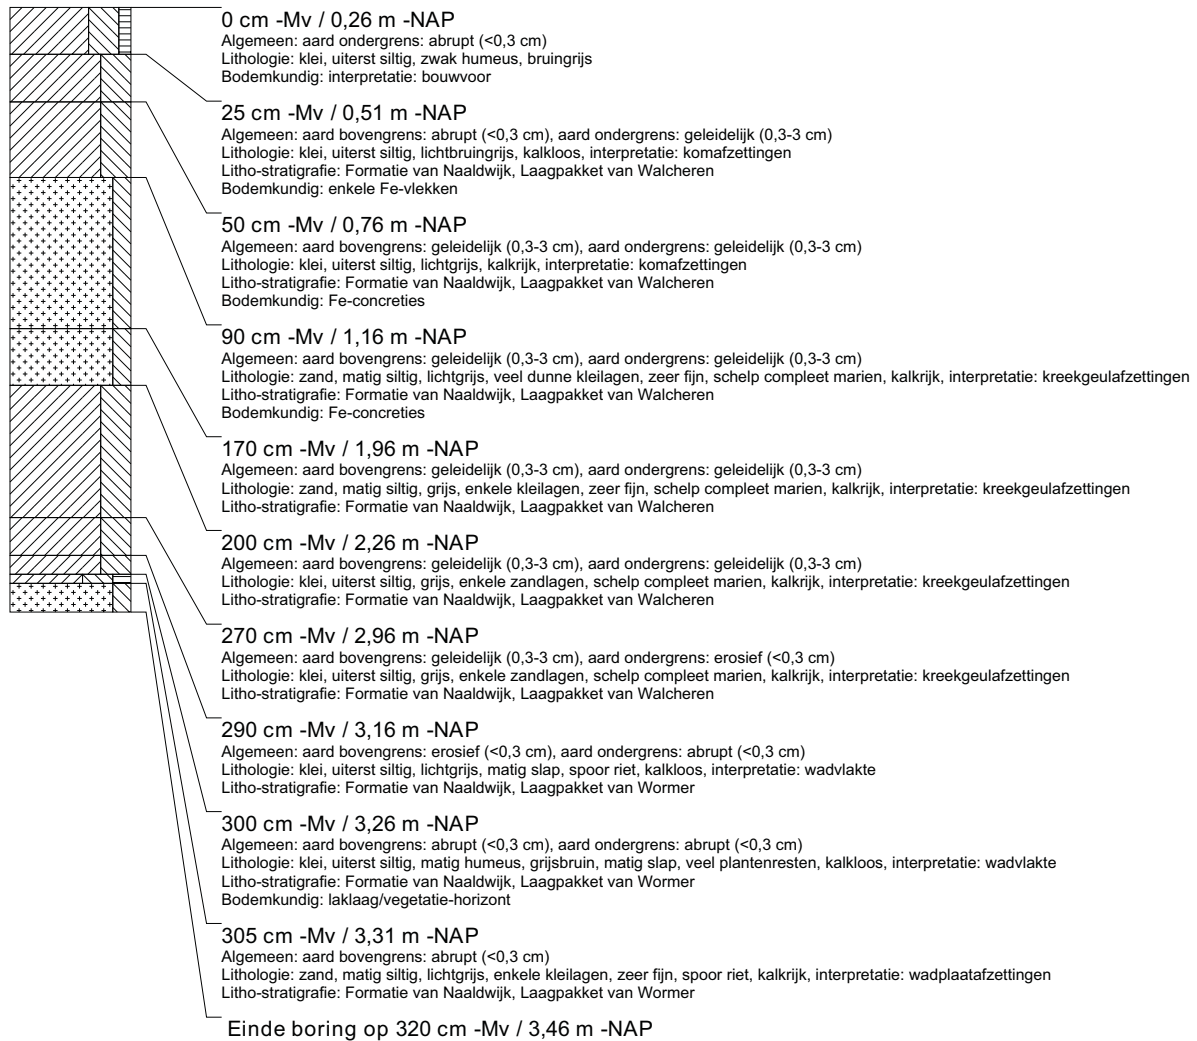 0 cm -Mv / 0,26 m -NAP
Algemeen: aard ondergrens: abrupt (<0,3 cm)
Lithologie: klei, uiterst siltig, zwak humeus, bruingrijs
Bodemkundig: interpretatie: bouwvoor
25 cm -Mv / 0,51 m -NAP
Algemeen: aard bovengrens: abrupt (<0,3 cm), aard ondergrens: geleidelijk (0,3-3 cm)
Lithologie: klei, uiterst siltig, lichtbruingrijs, kalkloos, interpretatie: komafzettingen
Litho-stratigrafie: Formatie van Naaldwijk, Laagpakket van Walcheren
Bodemkundig: enkele Fe-vlekken
50 cm -Mv / 0,76 m -NAP
Algemeen: aard bovengrens: geleidelijk (0,3-3 cm), aard ondergrens: geleidelijk (0,3-3 cm)
Lithologie: klei, uiterst siltig, lichtgrijs, kalkrijk, interpretatie: komafzettingen
Litho-stratigrafie: Formatie van Naaldwijk, Laagpakket van Walcheren
Bodemkundig: Fe-concreties
90 cm -Mv / 1,16 m -NAP
Algemeen: aard bovengrens: geleidelijk (0,3-3 cm), aard ondergrens: geleidelijk (0,3-3 cm)
Lithologie: zand, matig siltig, lichtgrijs, veel dunne kleilagen, zeer fijn, schelp compleet marien, kalkrijk, interpretatie: kreekgeulafzettingen
Litho-stratigrafie: Formatie van Naaldwijk, Laagpakket van Walcheren
Bodemkundig: Fe-concreties
170 cm -Mv / 1,96 m -NAP
Algemeen: aard bovengrens: geleidelijk (0,3-3 cm), aard ondergrens: geleidelijk (0,3-3 cm)
Lithologie: zand, matig siltig, grijs, enkele kleilagen, zeer fijn, schelp compleet marien, kalkrijk, interpretatie: kreekgeulafzettingen
Litho-stratigrafie: Formatie van Naaldwijk, Laagpakket van Walcheren
200 cm -Mv / 2,26 m -NAP
Algemeen: aard bovengrens: geleidelijk (0,3-3 cm), aard ondergrens: geleidelijk (0,3-3 cm)
Lithologie: klei, uiterst siltig, grijs, enkele zandlagen, schelp compleet marien, kalkrijk, interpretatie: kreekgeulafzettingen
Litho-stratigrafie: Formatie van Naaldwijk, Laagpakket van Walcheren
270 cm -Mv / 2,96 m -NAP
Algemeen: aard bovengrens: geleidelijk (0,3-3 cm), aard ondergrens: erosief (<0,3 cm)
Lithologie: klei, uiterst siltig, grijs, enkele zandlagen, schelp compleet marien, kalkrijk, interpretatie: kreekgeulafzettingen
Litho-stratigrafie: Formatie van Naaldwijk, Laagpakket van Walcheren
290 cm -Mv / 3,16 m -NAP
Algemeen: aard bovengrens: erosief (<0,3 cm), aard ondergrens: abrupt (<0,3 cm)
Lithologie: klei, uiterst siltig, lichtgrijs, matig slap, spoor riet, kalkloos, interpretatie: wadvlakte
Litho-stratigrafie: Formatie van Naaldwijk, Laagpakket van Wormer
300 cm -Mv / 3,26 m -NAP
Algemeen: aard bovengrens: abrupt (<0,3 cm), aard ondergrens: abrupt (<0,3 cm)
Lithologie: klei, uiterst siltig, matig humeus, grijsbruin, matig slap, veel plantenresten, kalkloos, interpretatie: wadvlakte
Litho-stratigrafie: Formatie van Naaldwijk, Laagpakket van Wormer
Bodemkundig: laklaag/vegetatie-horizont
305 cm -Mv / 3,31 m -NAP
Algemeen: aard bovengrens: abrupt (<0,3 cm)
Lithologie: zand, matig siltig, lichtgrijs, enkele kleilagen, zeer fijn, spoor riet, kalkrijk, interpretatie: wadplaatafzettingen
Litho-stratigrafie: Formatie van Naaldwijk, Laagpakket van Wormer
Einde boring op 320 cm -Mv / 3,46 m -NAP